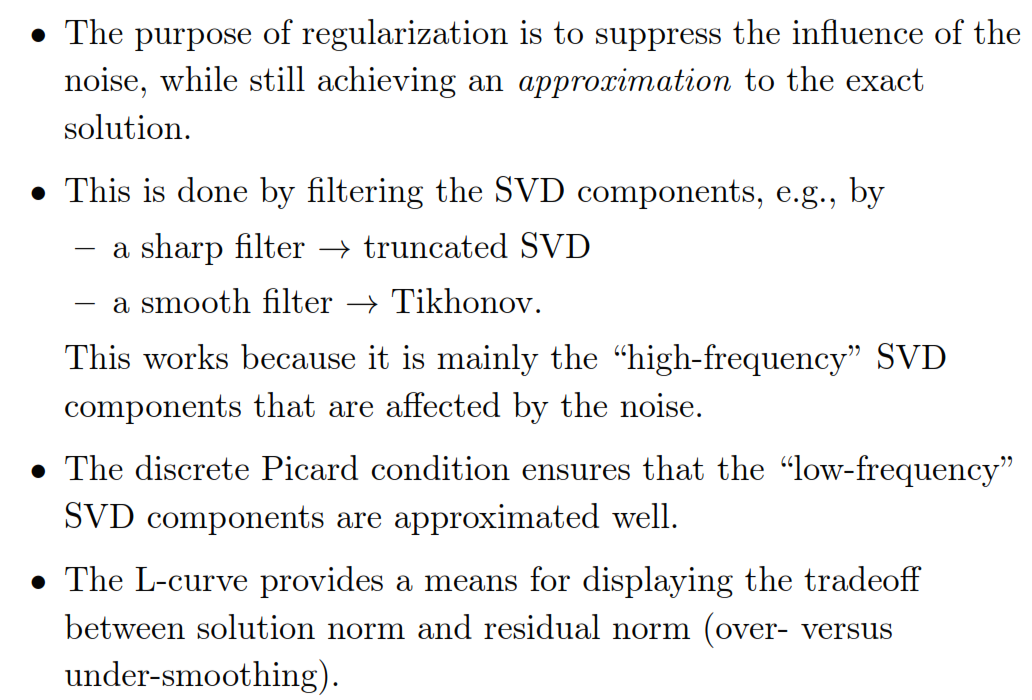 • The purpose of regularization is to suppress the influence of the
noise, while still achieving an approximation to the exact
solution.
• This is done by filtering the SVD components, e.g., by
– a sharp filter → truncated SVD
– a smooth filter → Tikhonov.
This works because it is mainly the “high-frequency” SVD
components that are affected by the noise.
• The discrete Picard condition ensures that the “low-frequency”
SVD components are approximated well.
• The L-curve provides a means for displaying the tradeoff
between solution norm and residual norm (over- versus
under-smoothing).